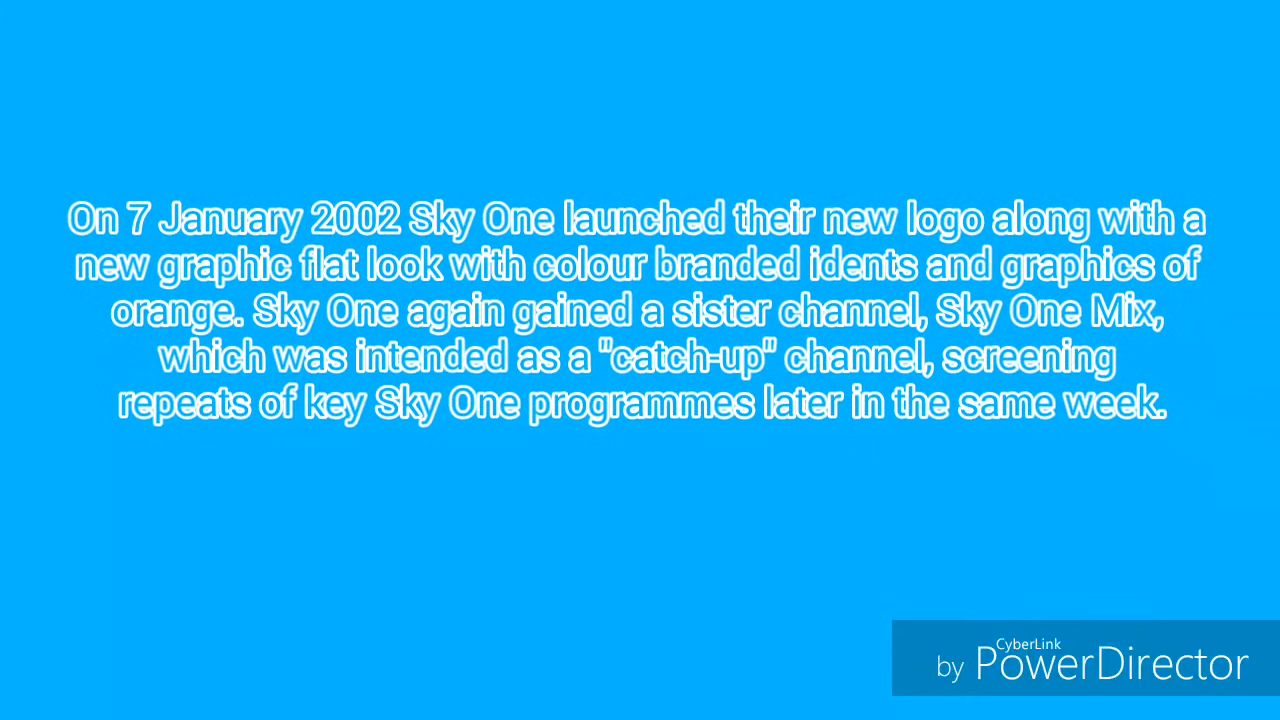 On 7 January 2002 Sky One launched their new logo along with a
new graphic flat look with colour branded idents and graphics of
orange. Sky One again gained a sister channel, Sky One Mix,
which was intended as a "catch-up" channel, screening
repeats of key Sky One programmes later in the same week.
CyberLink
by PowerDirector